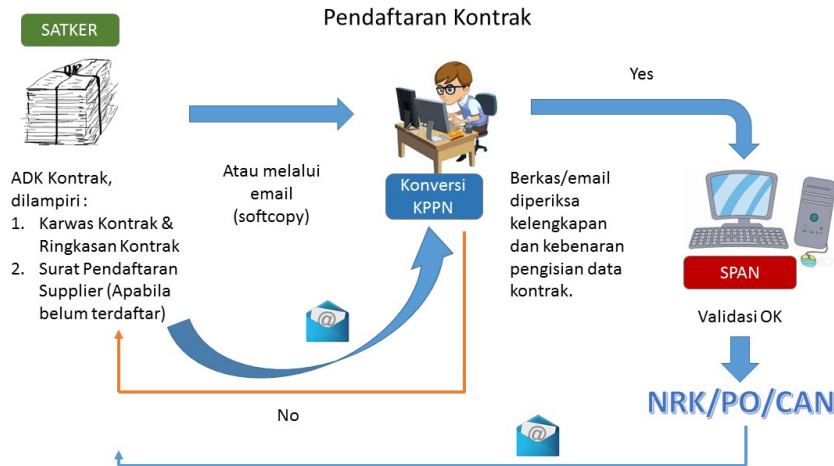 Pendaftaran Kontrak
SATKER
Yes
Atau melalui
email
(softcopy)
Konversi
KPPN
ADK Kontrak,
dilampiri :
1. Karwas Kontrak &
Ringkasan Kontrak
2. Surat Pendaftaran
Supplier (Apabila
belum terdaftar)
Berkas/email
diperiksa
kelengkapan
dan kebenaran
pengisian data
kontrak.
SPAN
Validasi OK
No
NRK/PO/CAN